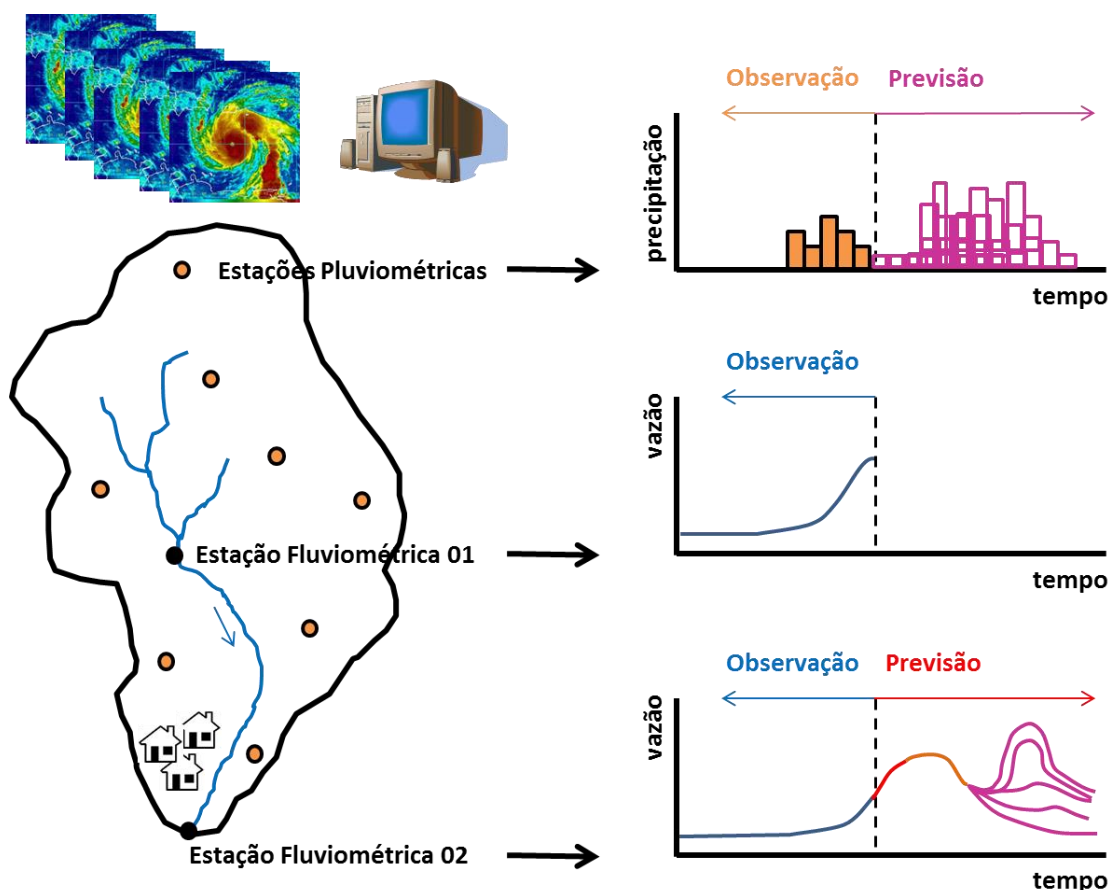 Observação
Previsão
precipitação
Estações Pluviométricas
tempo
Observação
vazão
Estação Fluviométrica 01
tempo
Observação
Previsão
vazão
Estação Fluviométrica 02
tempo